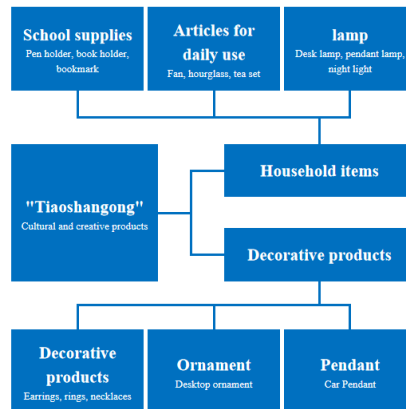 School supplies
Pen holder, book holder,
bookmark
Articles for
daily use
Fan, hourglass, tea set
lamp
Desk lamp, pendant lamp,
night light
"Tiaoshangong"
Cultural and creative products
Household items
Decorative products
Decorative
products
Earrings, rings, necklaces
Ornament
Desktop ornament
Pendant
Car Pendant